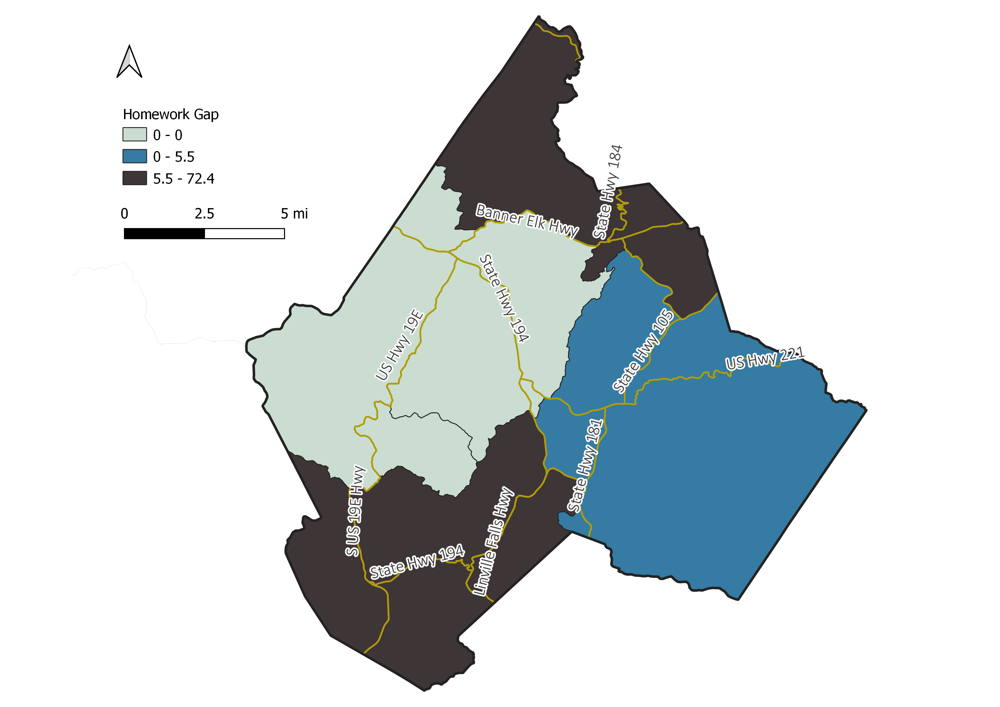 Homework Gap
0 - 0
0 - 5.5
5.5 - 72.4
0 2.5 5 mi
State Hwy 184
Banner Elk Hwy
State Hwy 194
US Hwy 19E
State Hwy 105
US Hwy 221
State Hwy 181
S US 19E Hwy
Linville Falls Hwy
State Hwy 194